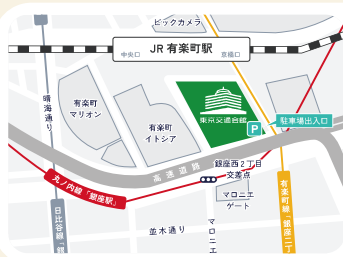 ビックカメラ
JR 有楽町駅
中央口
京橋口
晴海通り
有楽町
マリオン
有楽町
イトシア
東京交通会館
P
駐車場出入口
高速道路
銀座西2丁目
交差点
丸ノ内線「銀座駅」
マロニエ
ゲート
日比谷線「銀
並木通り
マロニエ
有楽町線「銀座一丁